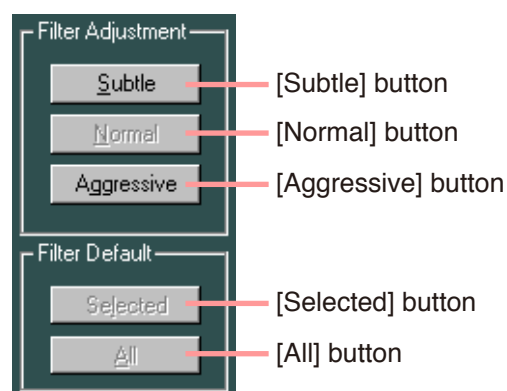 Filter Adjustment
Subtle [Subtle] button
Normal [Normal] button
Aggressive [Aggressive] button
Filter Default
Selected [Selected] button
All [All] button